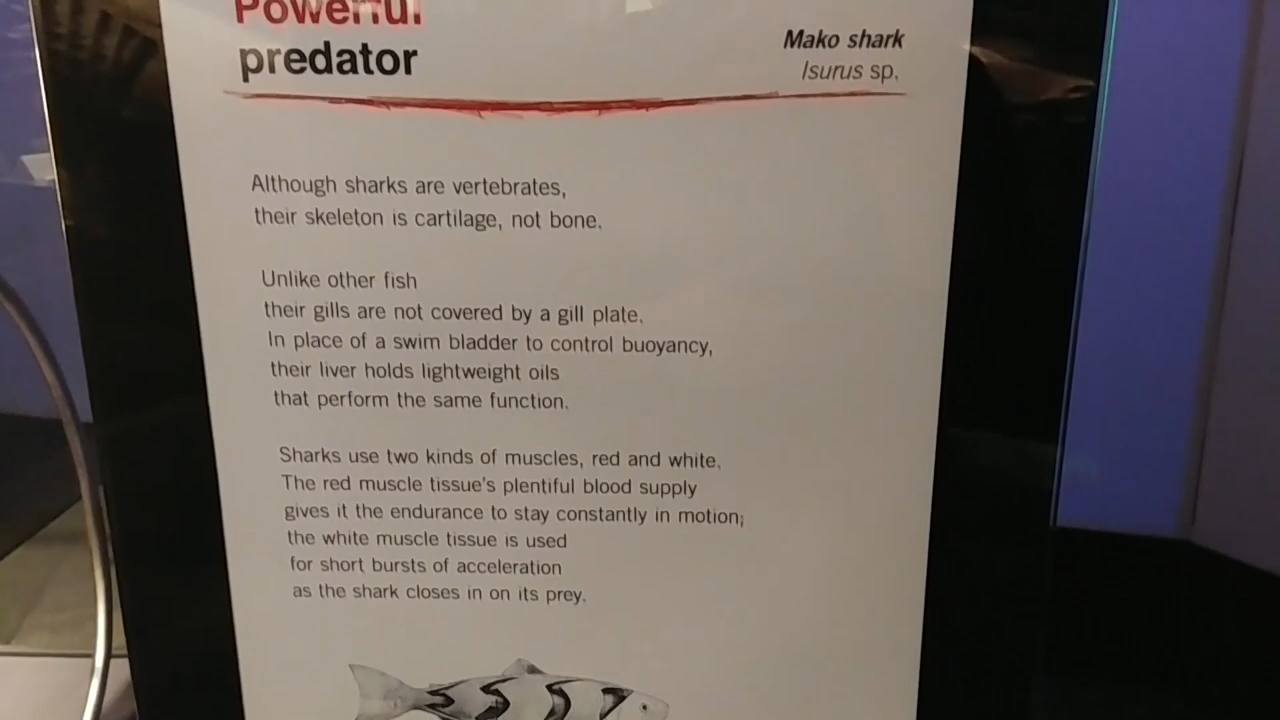 Powerful
predator
Mako shark
Isurus sp.
Although sharks are vertebrates,
their skeleton is cartilage, not bone.
Unlike other fish
their gills are not covered by a gill plate.
In place of a swim bladder to control buoyancy,
their liver holds lightweight oils
that perform the same function.
Sharks use two kinds of muscles, red and white.
The red muscle tissue's plentiful blood supply
gives it the endurance to stay constantly in motion;
the white muscle tissue is used
for short bursts of acceleration
as the shark closes in on its prey.